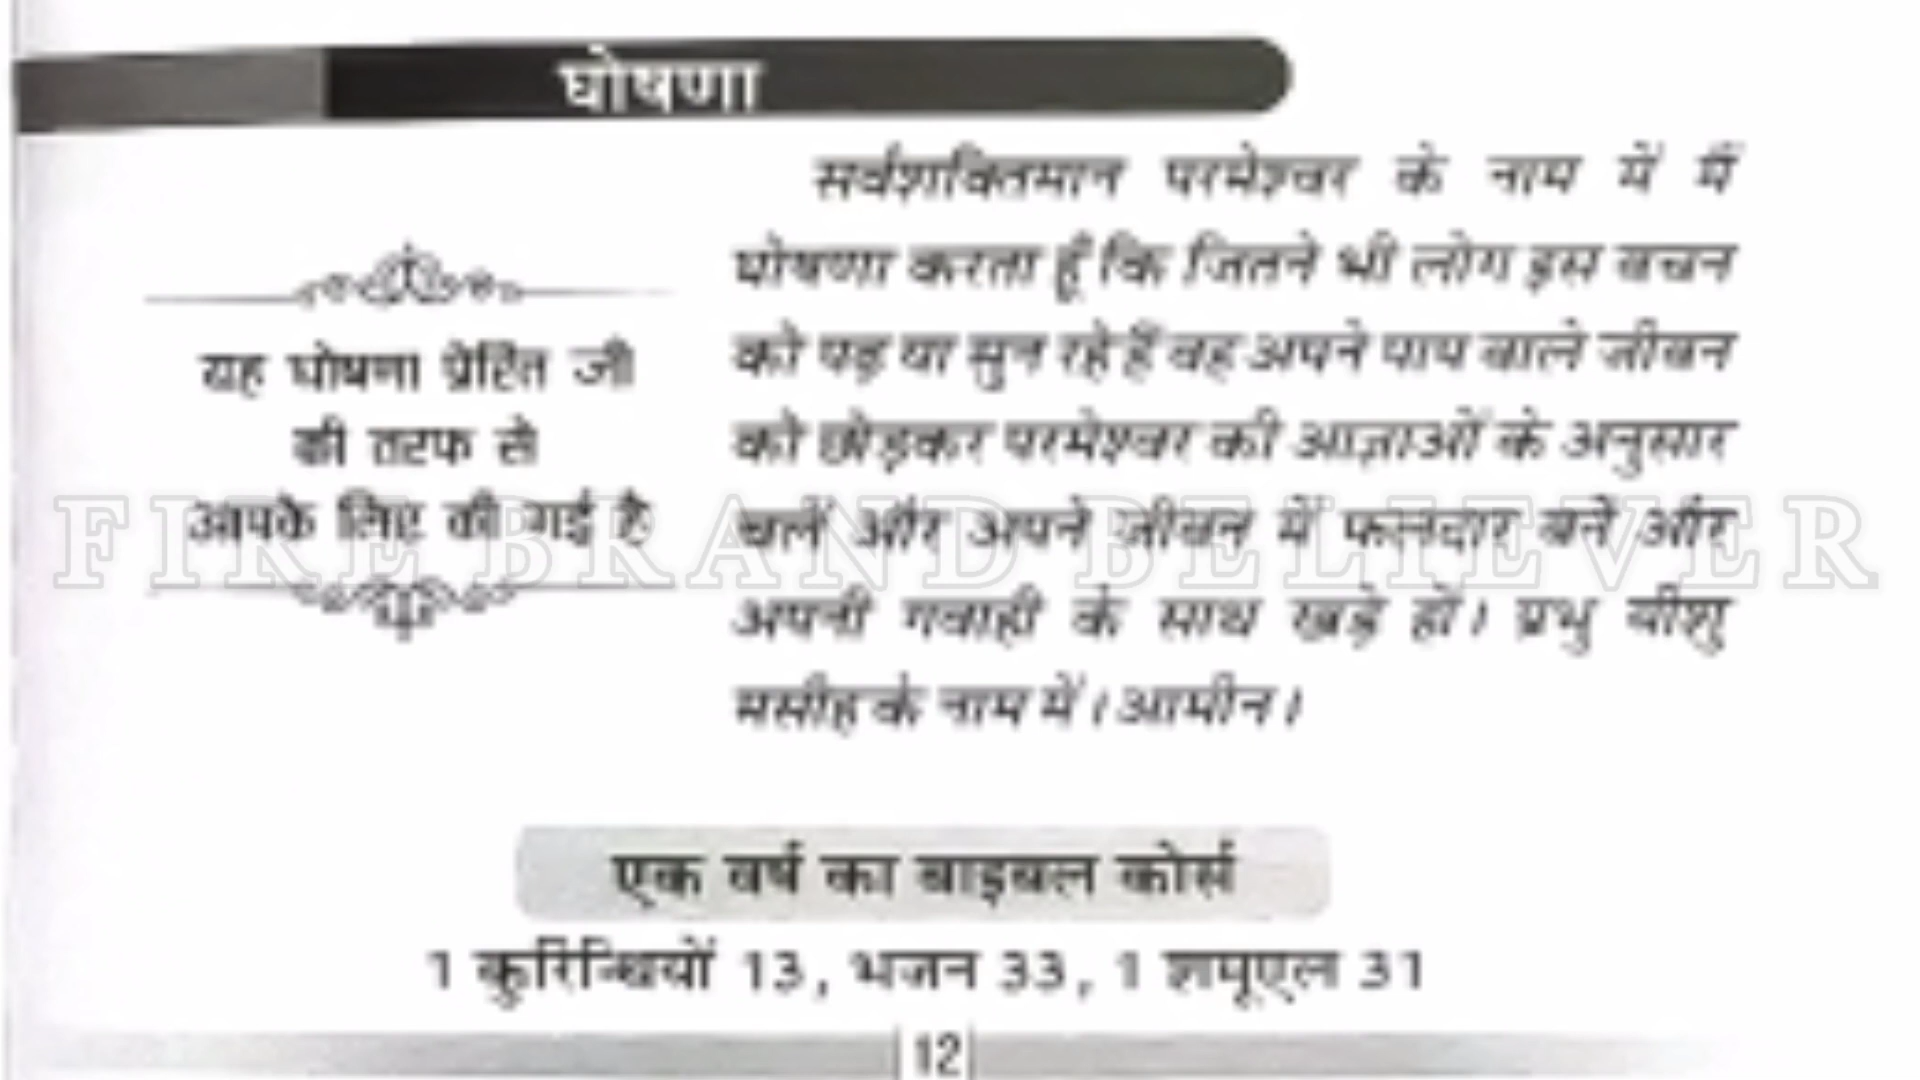 घोषणा
यह घोषणा प्रेरित जी
की तरफ से
आपके लिए की गई है
सर्वशक्तिमान परमेश्वर के नाम में मैं
घोषणा करता हूँ कि जितने भी लोग इस वचन
को पढ़ या सुन रहे हैं वह अपने पाप वाले जीवन
को छोड़कर परमेश्वर की आज्ञाओं के अनुसार
चलें और अपने जीवन में फलदार बनें और
अपनी गवाही के साथ खड़े हों। प्रभु यीशु
मसीह के नाम में। आमीन।
FIRE BRAND BELIEVER
एक वर्ष का बाइबल कोर्स
1 कुरिन्थियों 13, भजन 33, 1 शमूएल 31
12